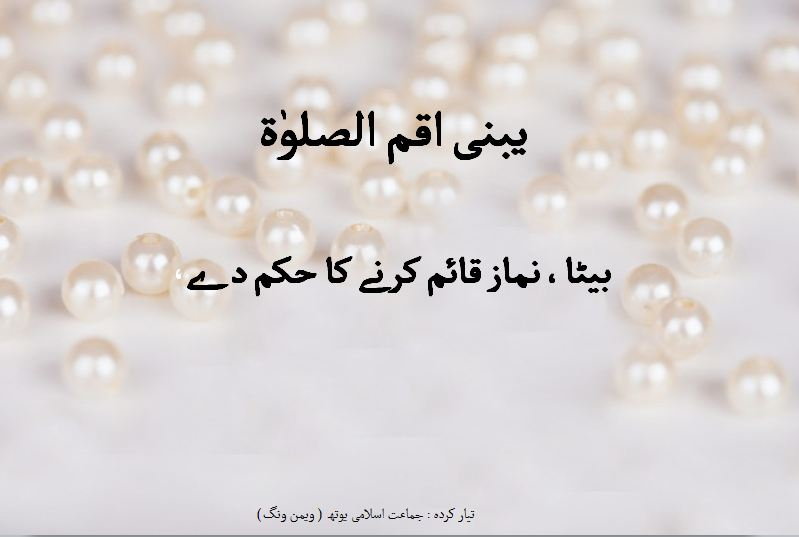 یبنی اقم الصلوٰۃ
بیٹا ، نماز قائم کرنے کا حکم دے ،
تیار کردہ : جماعت اسلامی یوتھ ( ویمن ونگ )